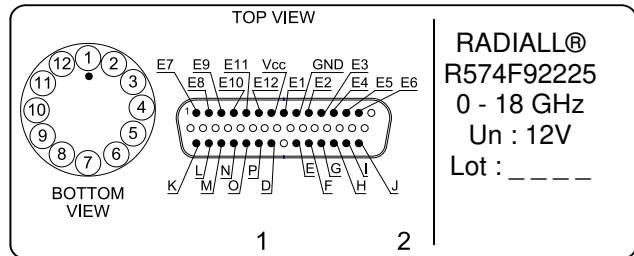 TOP VIEW
E7 E9 E11 Vcc GND E3
E8 E10 E12 E1 E2 E4 E5 E6
1
12 1 2
11 3
10 4
9 5
8 7 6
BOTTOM
VIEW
K L M N O P D E F G H I J
1 2
RADIALL®
R574F92225
0 - 18 GHz
Un : 12V
Lot : _ _ _ _